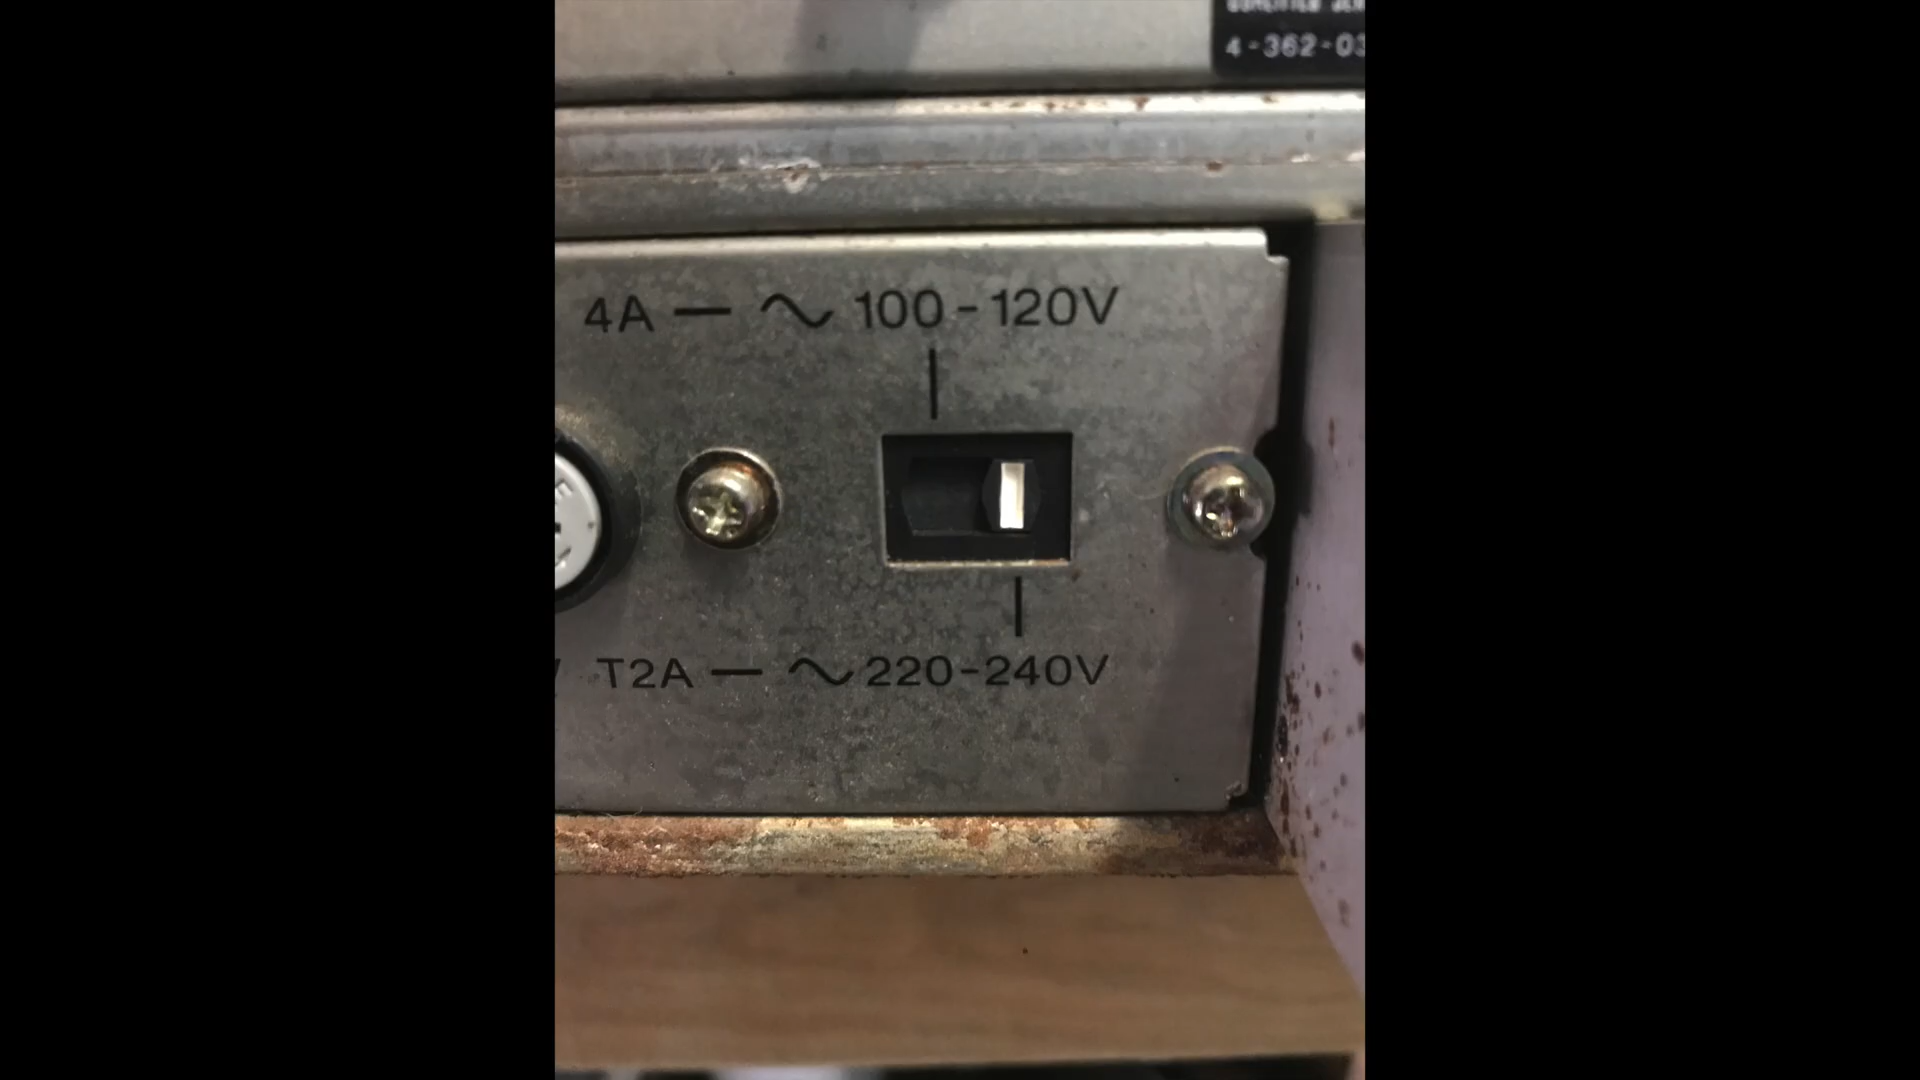 4-362-03
4A — ∿ 100-120V
T2A — ∿ 220-240V